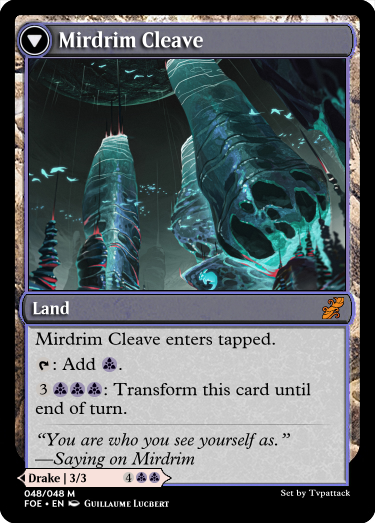 Mirdrim Cleave
Land
Mirdrim Cleave enters tapped.
: Add .
3 : Transform this card until
end of turn.
“You are who you see yourself as.”
—Saying on Mirdrim
Drake | 3/3 4
048/048 M
FOE • EN Guillaume Lucbert
Set by Tvpattack